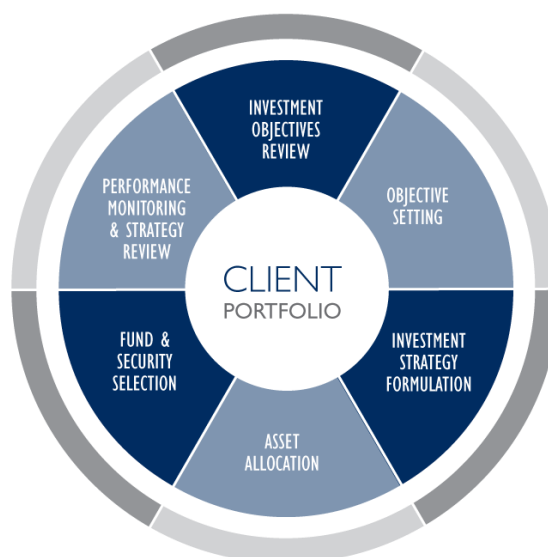 INVESTMENT
OBJECTIVES
REVIEW
OBJECTIVE
SETTING
INVESTMENT
STRATEGY
FORMULATION
ASSET
ALLOCATION
FUND &
SECURITY
SELECTION
PERFORMANCE
MONITORING
& STRATEGY
REVIEW
CLIENT
PORTFOLIO